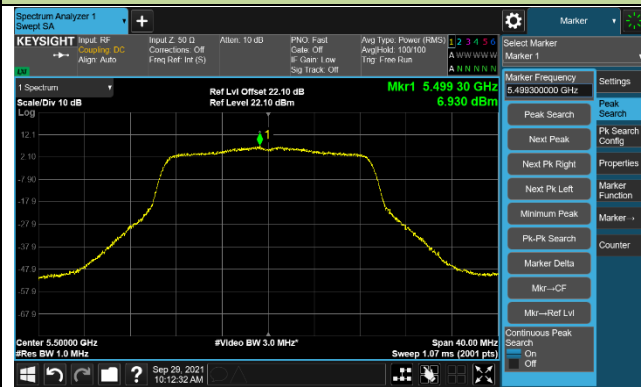 Spectrum Analyzer 1
Swept SA
Marker
KEYSIGHT
Input: RF
Coupling: DC
Align: Auto
Input Z: 50 Ω
Corrections: Off
Freq Ref: Int (S)
Atten: 10 dB
PNO: Fast
Gate: Off
IF Gain: Low
Sig Track: Off
Avg Type: Power (RMS)
Avg|Hold: 100/100
Trig: Free Run
1 2 3 4 5 6
A W W W W W
A N N N N N
LXI
1 Spectrum
Scale/Div 10 dB
Log
Ref Lvl Offset 22.10 dB
Ref Level 22.10 dBm
Mkr1 5.499 30 GHz
6.930 dBm
12.1
2.10
-7.90
-17.9
-27.9
-37.9
-47.9
-57.9
-67.9
1
Center 5.50000 GHz
#Res BW 1.0 MHz
#Video BW 3.0 MHz*
Span 40.00 MHz
Sweep 1.07 ms (2001 pts)
Select Marker
Marker 1
Marker Frequency
5.499300000 GHz
Peak Search
Next Peak
Next Pk Right
Next Pk Left
Minimum Peak
Pk-Pk Search
Marker Delta
Mkr→CF
Mkr→Ref Lvl
Continuous Peak
Search
On
Off
Settings
Peak
Search
Pk Search
Config
Properties
Marker
Function
Marker→
Counter
?
Sep 29, 2021
10:12:32 AM